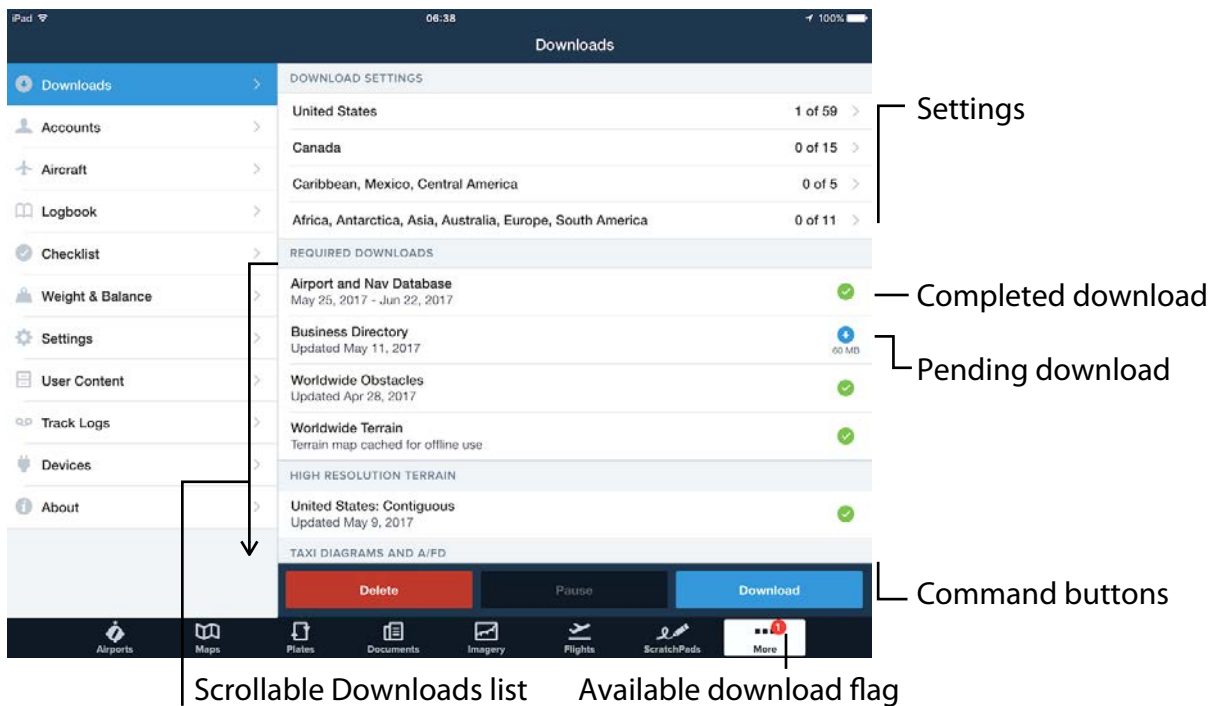 iPad 06:38 100%
Downloads
Downloads
Accounts
Aircraft
Logbook
Checklist
Weight & Balance
Settings
User Content
Track Logs
Devices
About
DOWNLOAD SETTINGS
United States 1 of 59
Canada 0 of 15
Caribbean, Mexico, Central America 0 of 5
Africa, Antarctica, Asia, Australia, Europe, South America 0 of 11
REQUIRED DOWNLOADS
Airport and Nav Database
May 25, 2017 - Jun 22, 2017
Business Directory
Updated May 11, 2017
60 MB
Worldwide Obstacles
Updated Apr 28, 2017
Worldwide Terrain
Terrain map cached for offline use
HIGH RESOLUTION TERRAIN
United States: Contiguous
Updated May 9, 2017
TAXI DIAGRAMS AND A/FD
Delete Pause Download
1
Airports Maps Plates Documents Imagery Flights ScratchPads More
Settings
Completed download
Pending download
Command buttons
Scrollable Downloads list Available download flag